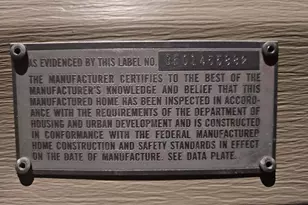 AS EVIDENCED BY THIS LABEL NO.
THE MANUFACTURER CERTIFIES TO THE BEST OF THE
MANUFACTURER'S KNOWLEDGE AND BELIEF THAT THIS
MANUFACTURED HOME HAS BEEN INSPECTED IN ACCORD-
ANCE WITH THE REQUIREMENTS OF THE DEPARTMENT OF
HOUSING AND URBAN DEVELOPMENT AND IS CONSTRUCTED
IN CONFORMANCE WITH THE FEDERAL MANUFACTURED
HOME CONSTRUCTION AND SAFETY STANDARDS IN EFFECT
ON THE DATE OF MANUFACTURE. SEE DATA PLATE.